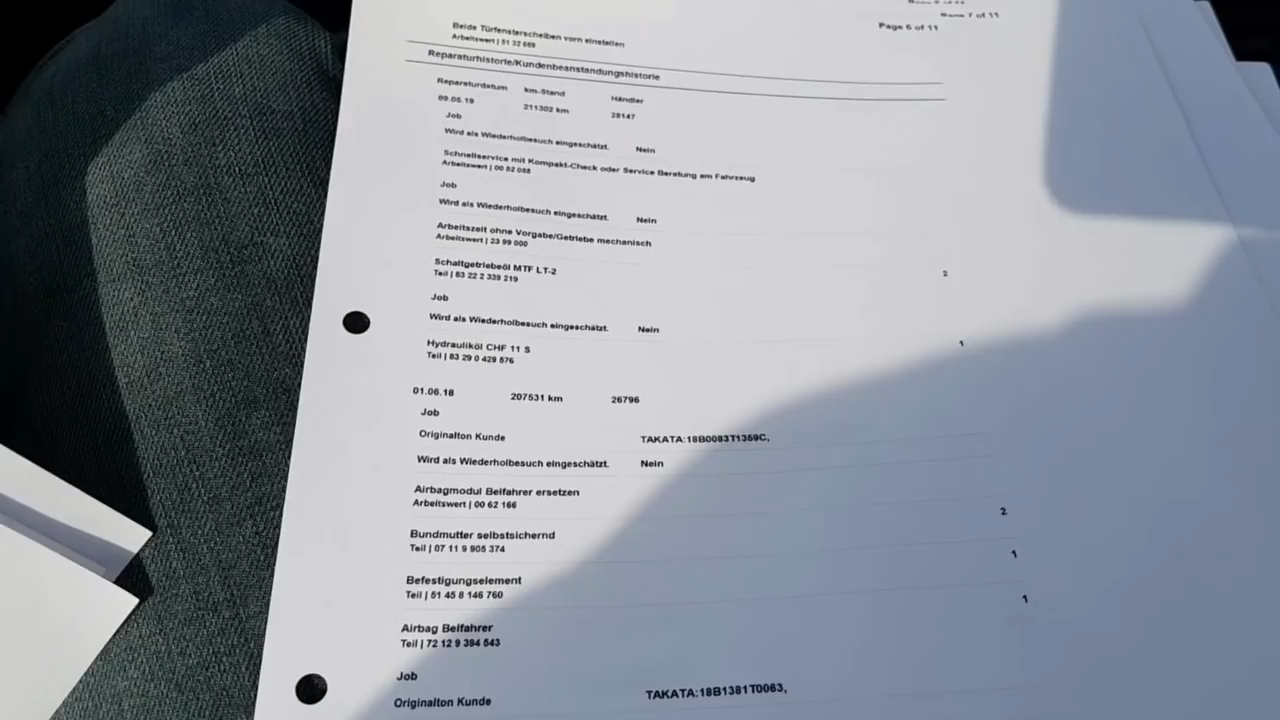 Page 7 of 11
Page 6 of 11
Beide Türfensterscheiben vorn einstellen
Arbeitswert | 51 32 669
Reparaturhistorie/Kundenbeanstandungshistorie
Reparaturdatum km-Stand Händler
09.05.19 211302 km 28147
Job
Wird als Wiederholbesuch eingeschätzt. Nein
Schnellservice mit Kompakt-Check oder Service Beratung am Fahrzeug
Arbeitswert | 00 52 088
Job
Wird als Wiederholbesuch eingeschätzt. Nein
Arbeitszeit ohne Vorgabe/Getriebe mechanisch
Arbeitswert | 23 99 000
Schaltgetriebeöl MTF LT-2 2
Teil | 83 22 2 339 219
Job
Wird als Wiederholbesuch eingeschätzt. Nein
Hydrauliköl CHF 11 S 1
Teil | 83 29 0 429 576
01.06.18 207531 km 26796
Job
Originalton Kunde TAKATA:18B0083T1359C,
Wird als Wiederholbesuch eingeschätzt. Nein
Airbagmodul Beifahrer ersetzen
Arbeitswert | 00 62 166
Bundmutter selbstsichernd 2
Teil | 07 11 9 905 374
Befestigungselement 1
Teil | 51 45 8 146 760
Airbag Beifahrer 1
Teil | 72 12 9 394 543
Job
Originalton Kunde TAKATA:18B1381T0063,